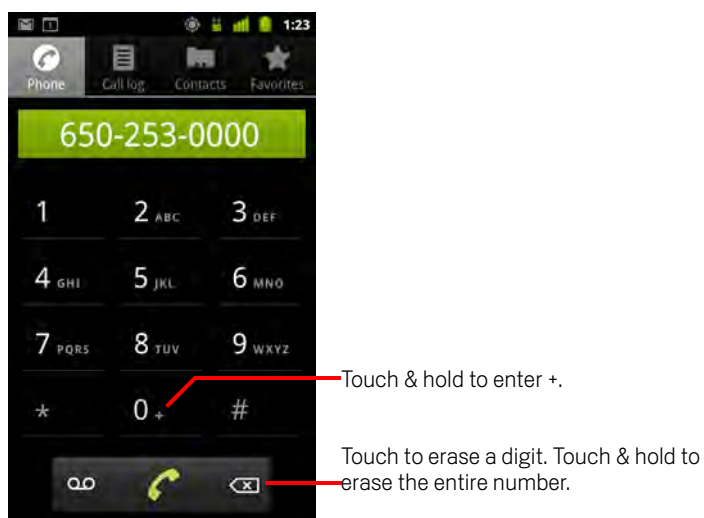 1 1:23
Phone Call log Contacts Favorites
650-253-0000
1 2 ABC 3 DEF
4 GHI 5 JKL 6 MNO
7 PQRS 8 TUV 9 WXYZ
* 0 + #
Touch & hold to enter +.
Touch to erase a digit. Touch & hold to
erase the entire number.